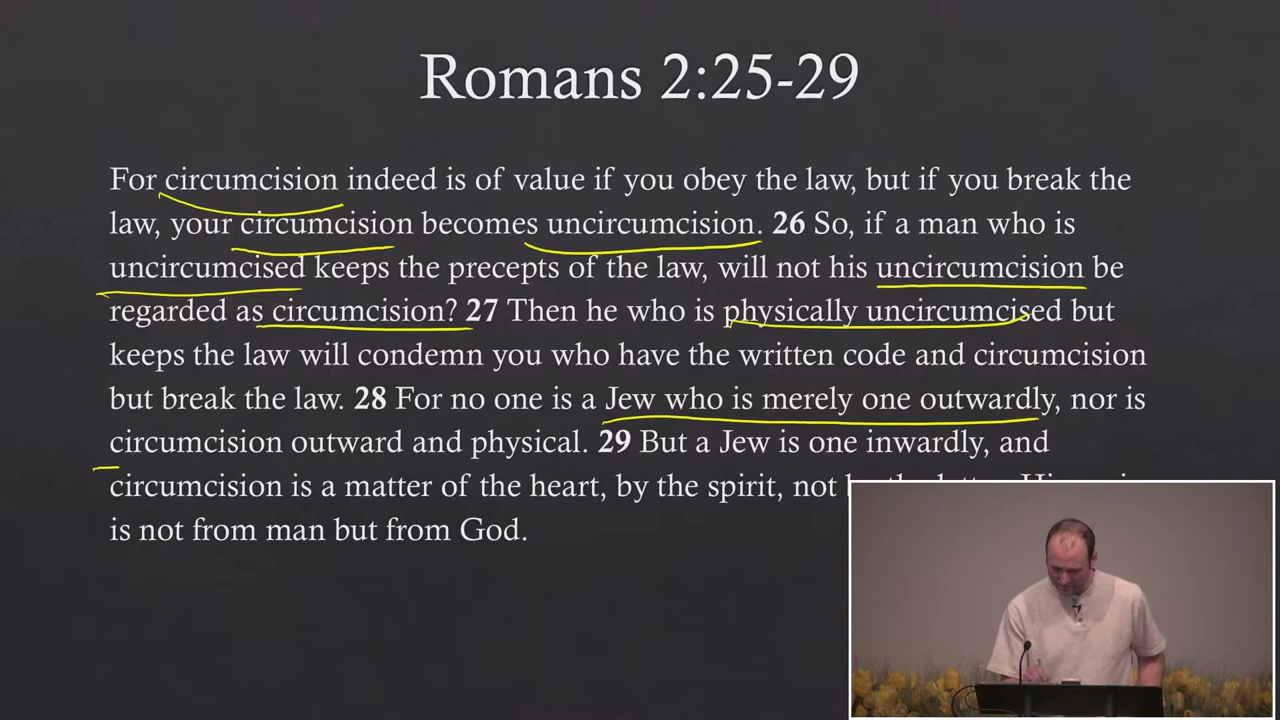 Romans 2:25-29
For circumcision indeed is of value if you obey the law, but if you break the
law, your circumcision becomes uncircumcision. 26 So, if a man who is
uncircumcised keeps the precepts of the law, will not his uncircumcision be
regarded as circumcision? 27 Then he who is physically uncircumcised but
keeps the law will condemn you who have the written code and circumcision
but break the law. 28 For no one is a Jew who is merely one outwardly, nor is
circumcision outward and physical. 29 But a Jew is one inwardly, and
circumcision is a matter of the heart, by the spirit, not
is not from man but from God.